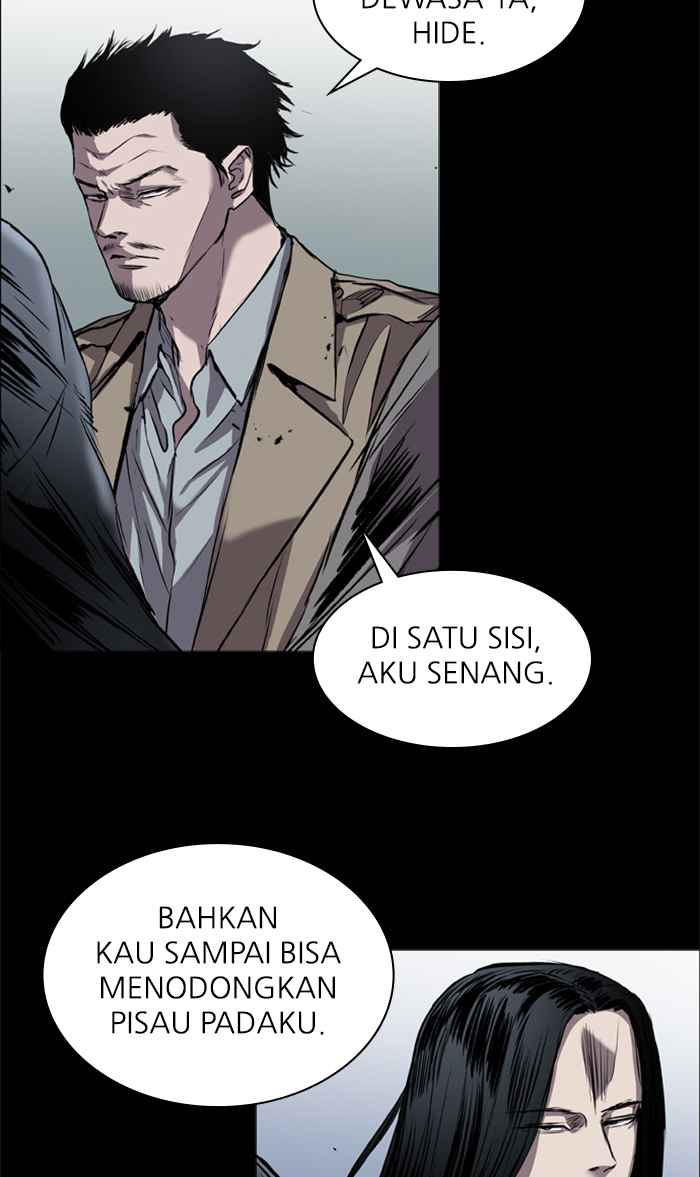 DEWASA YA,
HIDE.
DI SATU SISI,
AKU SENANG.
BAHKAN
KAU SAMPAI BISA
MENODONGKAN
PISAU PADAKU.